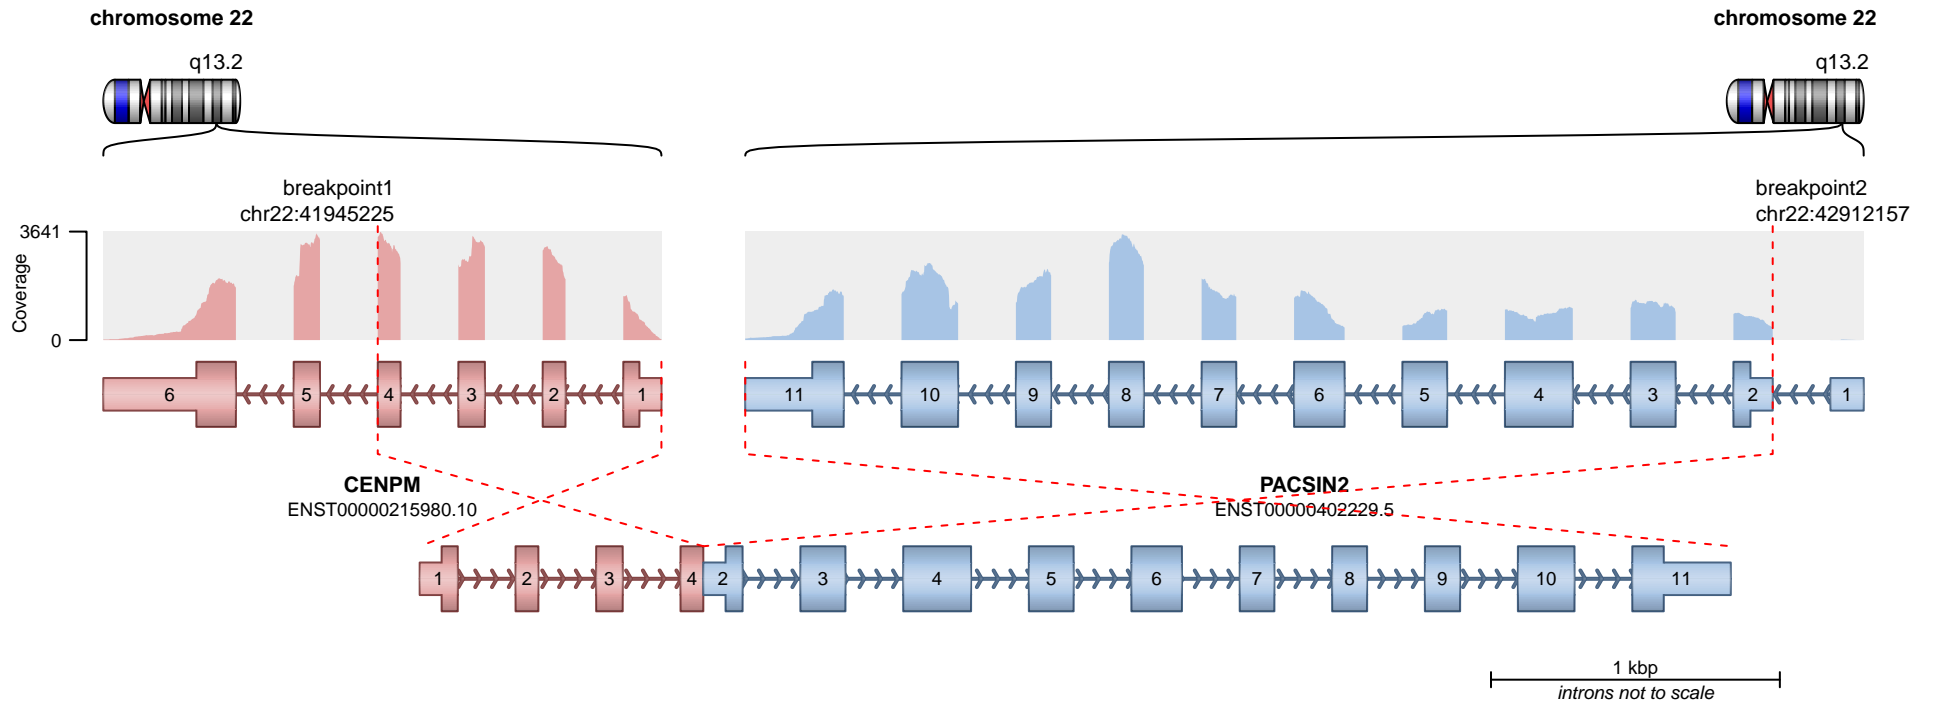 chromosome 22
chromosome 22
q13.2
q13.2
breakpoint1
chr22:41945225
breakpoint2
chr22:42912157
3641
Coverage
0
6 5 4 3 2 1 11 10 9 8 7 6 5 4 3 2 1
CENPM
ENST00000215980.10
PACSIN2
ENST00000402229.5
1 2 3 4 2 3 4 5 6 7 8 9 10 11
1 kbp
introns not to scale